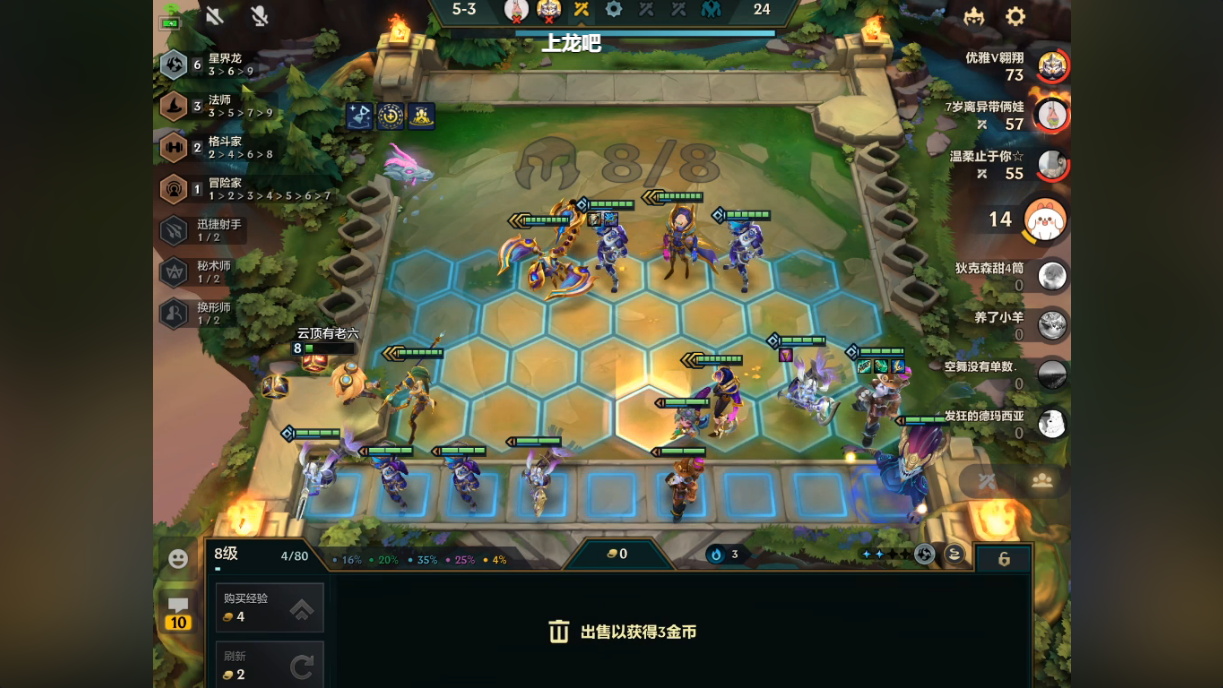 5-3
24
上龙吧
6 星界龙
3 > 6 > 9
3 法师
3 > 5 > 7 > 9
2 格斗家
2 > 4 > 6 > 8
1 冒险家
1 > 2 > 3 > 4 > 5 > 6 > 7
迅捷射手
1 / 2
秘术师
1 / 2
换形师
1 / 2
8/8
优雅V翱翔
73
7岁离异带俩娃
57
温柔止于你☆
55
14
狄克森甜4筒
0
养了小羊
0
空舞没有单数.
0
发狂的德玛西亚
0
云顶有老六
8
8级
4/80
16% 20% 35% 25% 4%
0
3
10
购买经验
4
出售以获得3金币
刷新
2